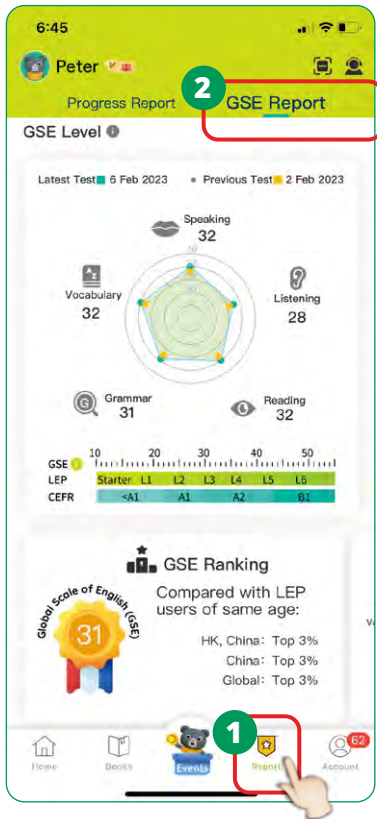 6:45
Peter
2
Progress Report GSE Report
GSE Level
Latest Test 6 Feb 2023 Previous Test 2 Feb 2023
Speaking
32
Vocabulary
32
Listening
28
Grammar
31
Reading
32
10 20 30 40 50
GSE
LEP Starter L1 L2 L3 L4 L5 L6
CEFR <A1 A1 A2 B1
GSE Ranking
Global Scale of English (GSE)
31
Compared with LEP
users of same age:
HK, China: Top 3%
China: Top 3%
Global: Top 3%
1
62
Home Books Events Report Account